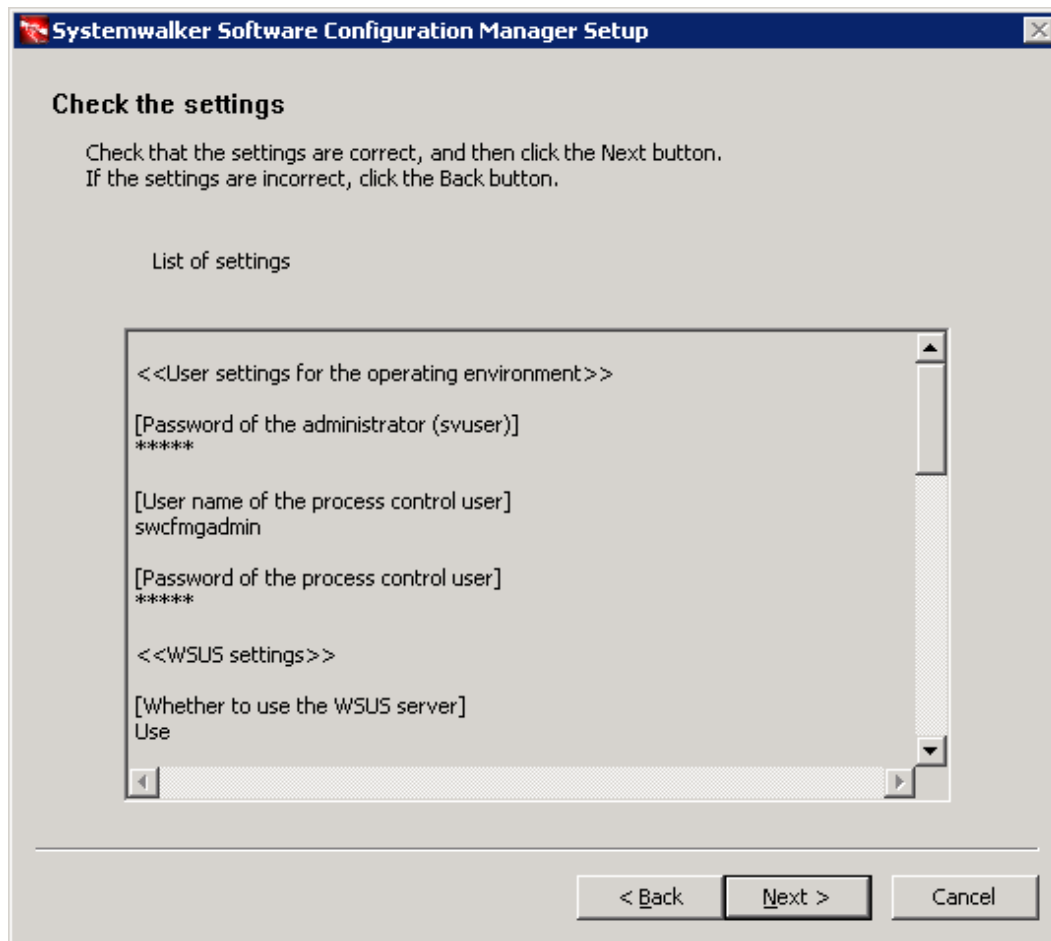 Systemwalker Software Configuration Manager Setup
Check the settings
Check that the settings are correct, and then click the Next button.
If the settings are incorrect, click the Back button.
List of settings
<<User settings for the operating environment>>
[Password of the administrator (svuser)]
*****
[User name of the process control user]
swcfmgadmin
[Password of the process control user]
*****
<<WSUS settings>>
[Whether to use the WSUS server]
Use
< Back Next > Cancel